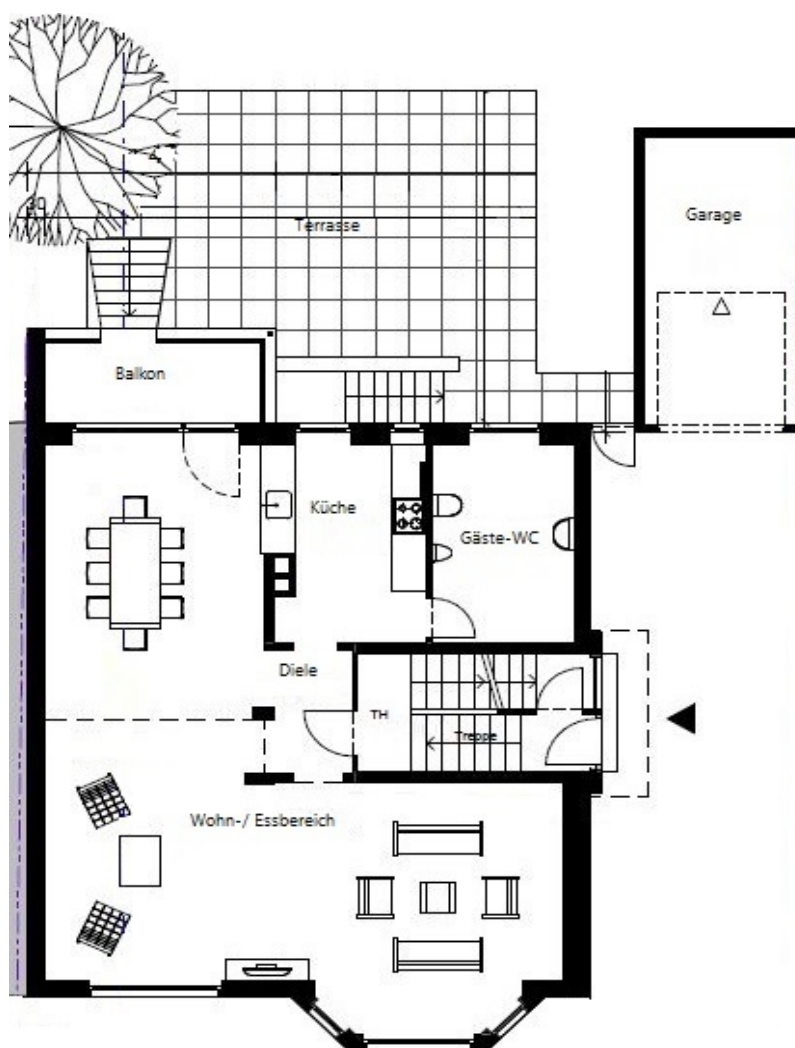 Garage
Terrasse
30
Balkon
Küche
Gäste-WC
Diele
TH
Treppe
Wohn-/ Essbereich